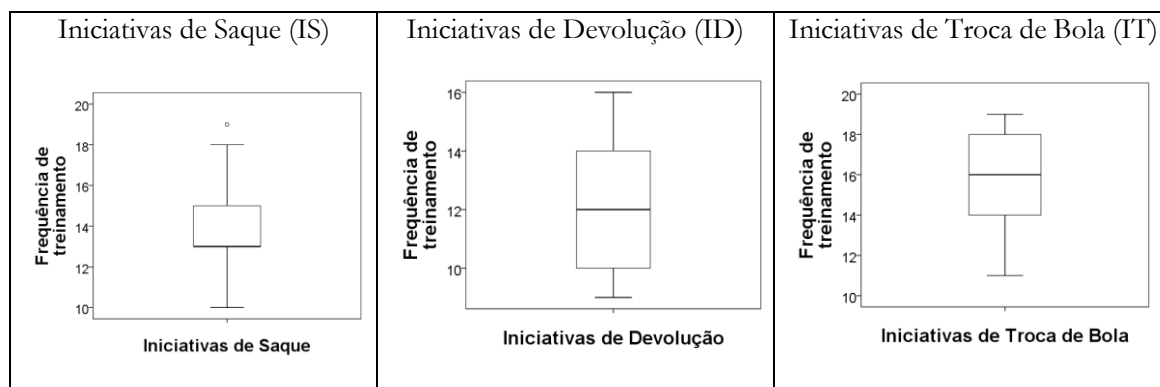 Iniciativas de Saque (IS)
Iniciativas de Devolução (ID)
Iniciativas de Troca de Bola (IT)
Frequência de
treinamento
20
18
16
14
12
10
Iniciativas de Saque
Frequência de
treinamento
16
14
12
10
Iniciativas de Devolução
Frequência de
treinamento
20
18
16
14
12
10
Iniciativas de Troca de Bola